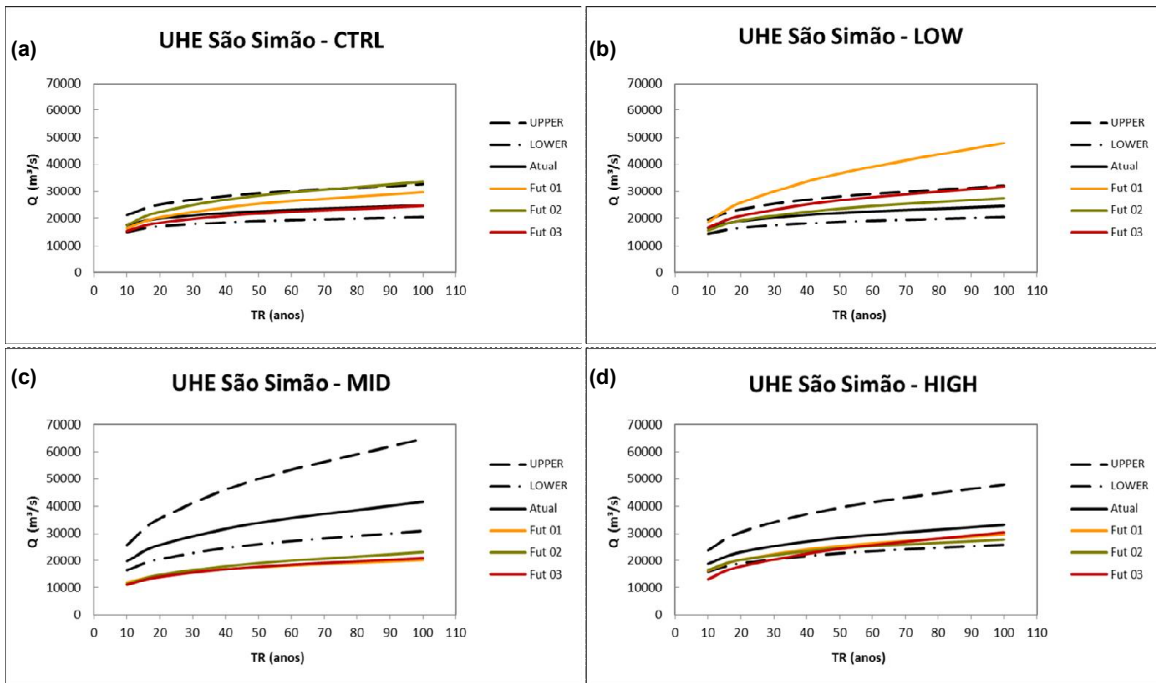 (a)
UHE São Simão - CTRL
70000
60000
50000
40000
30000
20000
10000
0
Q (m³/s)
0 10 20 30 40 50 60 70 80 90 100 110
TR (anos)
UPPER
LOWER
Atual
Fut 01
Fut 02
Fut 03
(b)
UHE São Simão - LOW
70000
60000
50000
40000
30000
20000
10000
0
Q (m³/s)
0 10 20 30 40 50 60 70 80 90 100 110
TR (anos)
UPPER
LOWER
Atual
Fut 01
Fut 02
Fut 03
(c)
UHE São Simão - MID
70000
60000
50000
40000
30000
20000
10000
0
Q (m³/s)
0 10 20 30 40 50 60 70 80 90 100 110
TR (anos)
UPPER
LOWER
Atual
Fut 01
Fut 02
Fut 03
(d)
UHE São Simão - HIGH
70000
60000
50000
40000
30000
20000
10000
0
Q (m³/s)
0 10 20 30 40 50 60 70 80 90 100 110
TR (anos)
UPPER
LOWER
Atual
Fut 01
Fut 02
Fut 03